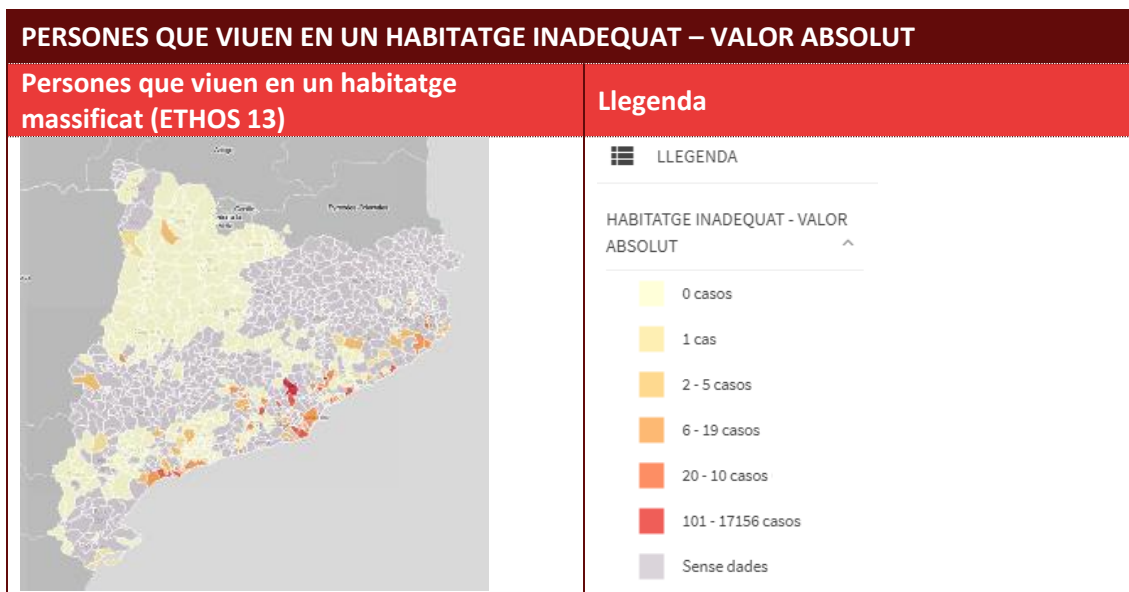 PERSONES QUE VIUEN EN UN HABITATGE INADEQUAT – VALOR ABSOLUT
Persones que viuen en un habitatge
massificat (ETHOS 13)
Llegenda
LLEGENDA
HABITATGE INADEQUAT - VALOR
ABSOLUT
0 casos
1 cas
2 - 5 casos
6 - 19 casos
20 - 10 casos
101 - 17156 casos
Sense dades